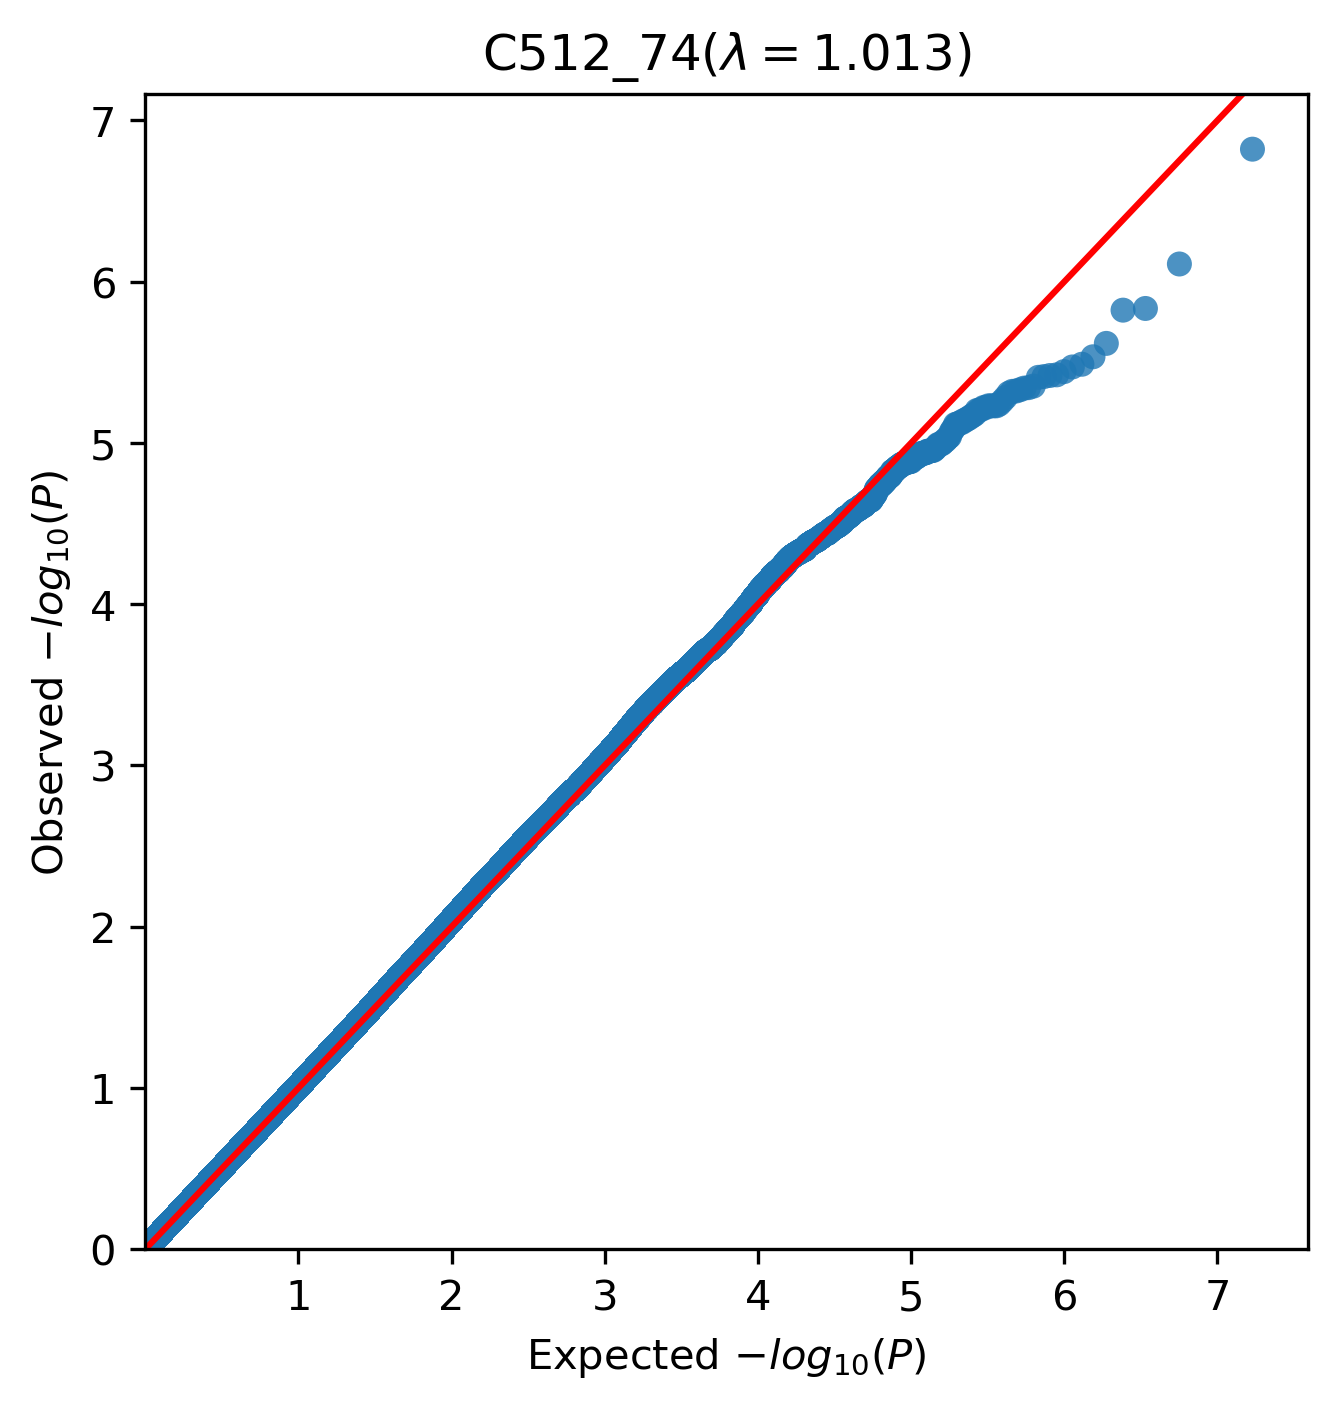 C512_74(λ = 1.013)
7
6
5
4
3
2
1
0
Observed −log₁₀(P)
1 2 3 4 5 6 7
Expected −log₁₀(P)